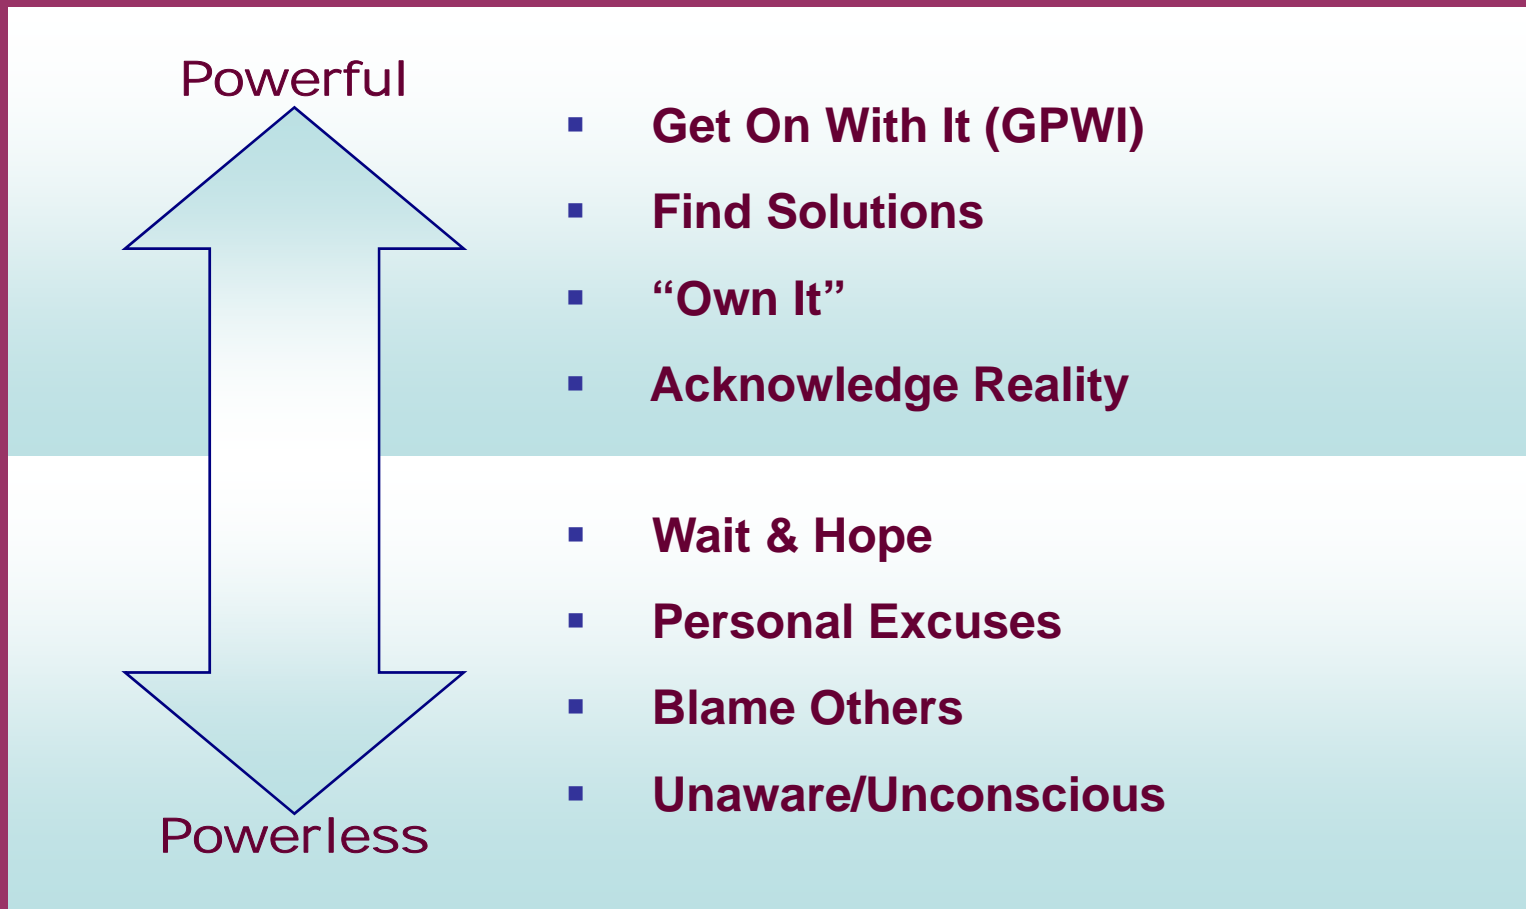 Powerful
▪ Get On With It (GPWI)
▪ Find Solutions
▪ “Own It”
▪ Acknowledge Reality
▪ Wait & Hope
▪ Personal Excuses
▪ Blame Others
▪ Unaware/Unconscious
Powerless